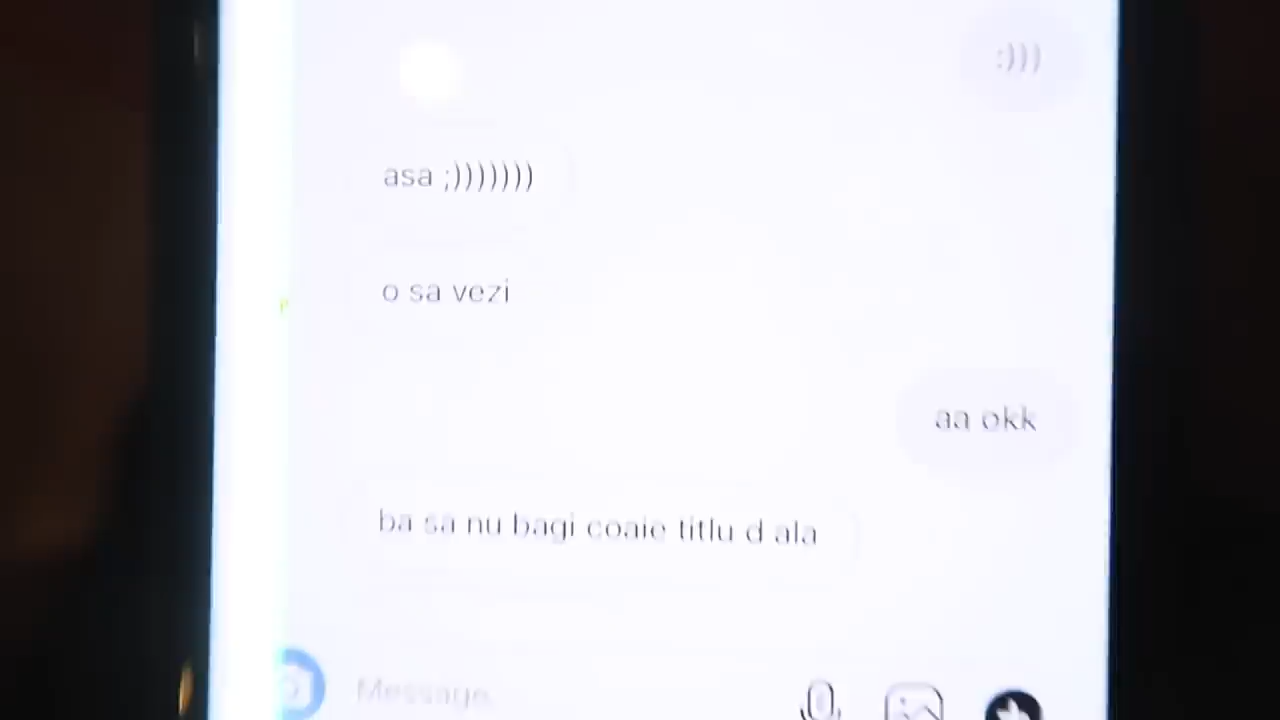 :)))
asa ;))))))))
o sa vezi
aa okk
ba sa nu bagi coaie titlu d ala
Message